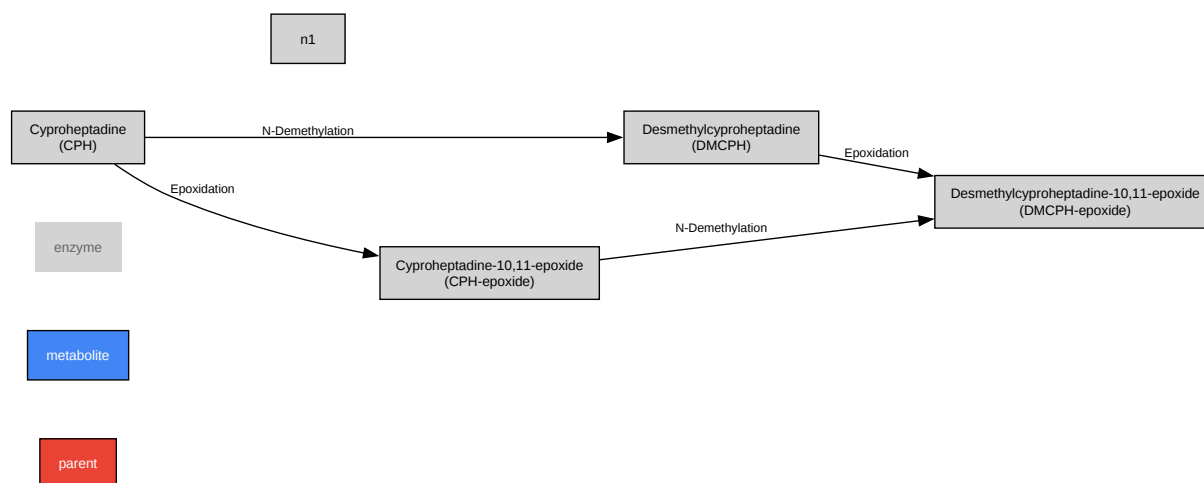 n1
Cyproheptadine
(CPH)
N-Demethylation
Desmethylcyproheptadine
(DMCPH)
Epoxidation
Desmethylcyproheptadine-10,11-epoxide
(DMCPH-epoxide)
Epoxidation
N-Demethylation
enzyme
Cyproheptadine-10,11-epoxide
(CPH-epoxide)
metabolite
parent